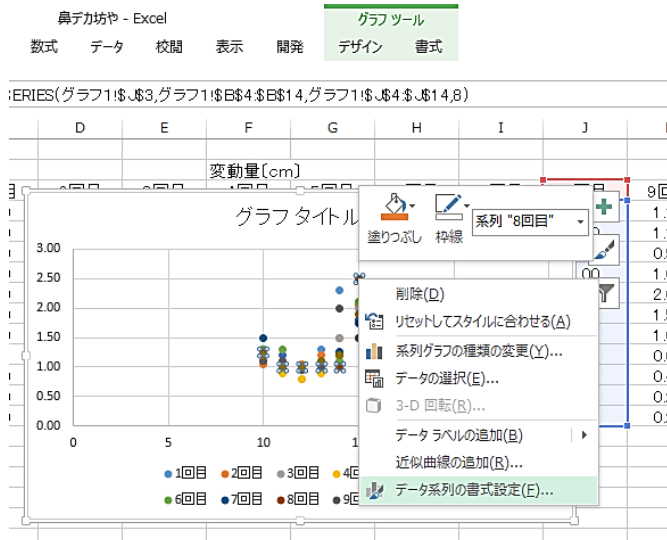 鼻デカ坊や - Excel
グラフ ツール
数式 データ 校閲 表示 開発 デザイン 書式
SERIES(グラフ1!$J$3,グラフ1!$B$4:$B$14,グラフ1!$J$4:$J$14,8)
D E F G H I J
変動量[cm]
グラフ タイトル
塗りつぶし 枠線 系列 "8回目"
3.00
2.50
2.00
1.50
1.00
0.50
0.00
0 5 10
削除(D)
リセットしてスタイルに合わせる(A)
系列グラフの種類の変更(Y)...
データの選択(E)...
3-D 回転(R)...
データ ラベルの追加(B)
近似曲線の追加(R)...
データ系列の書式設定(F)...
1回目 2回目 3回目
6回目 7回目 8回目